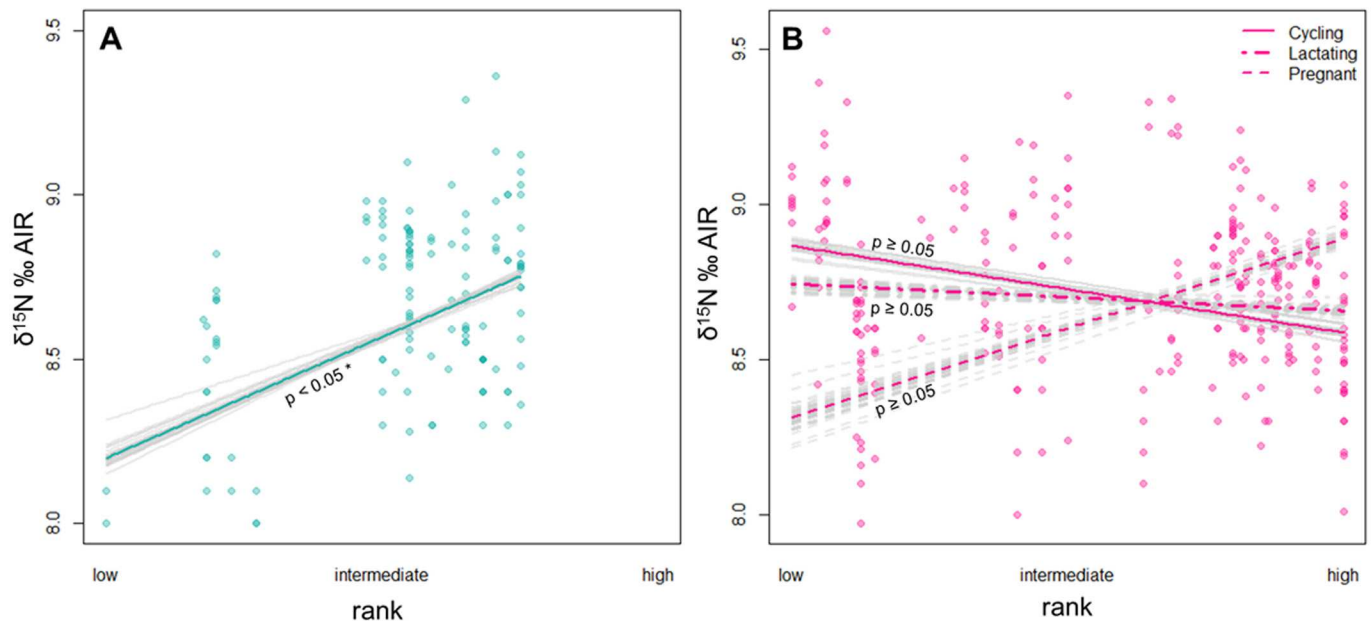 A
9.5
9.0
8.5
8.0
δ¹⁵N ‰ AIR
p < 0.05 *
low intermediate high
rank
B
Cycling
Lactating
Pregnant
9.5
9.0
8.5
8.0
δ¹⁵N ‰ AIR
p ≥ 0.05
p ≥ 0.05
p ≥ 0.05
low intermediate high
rank